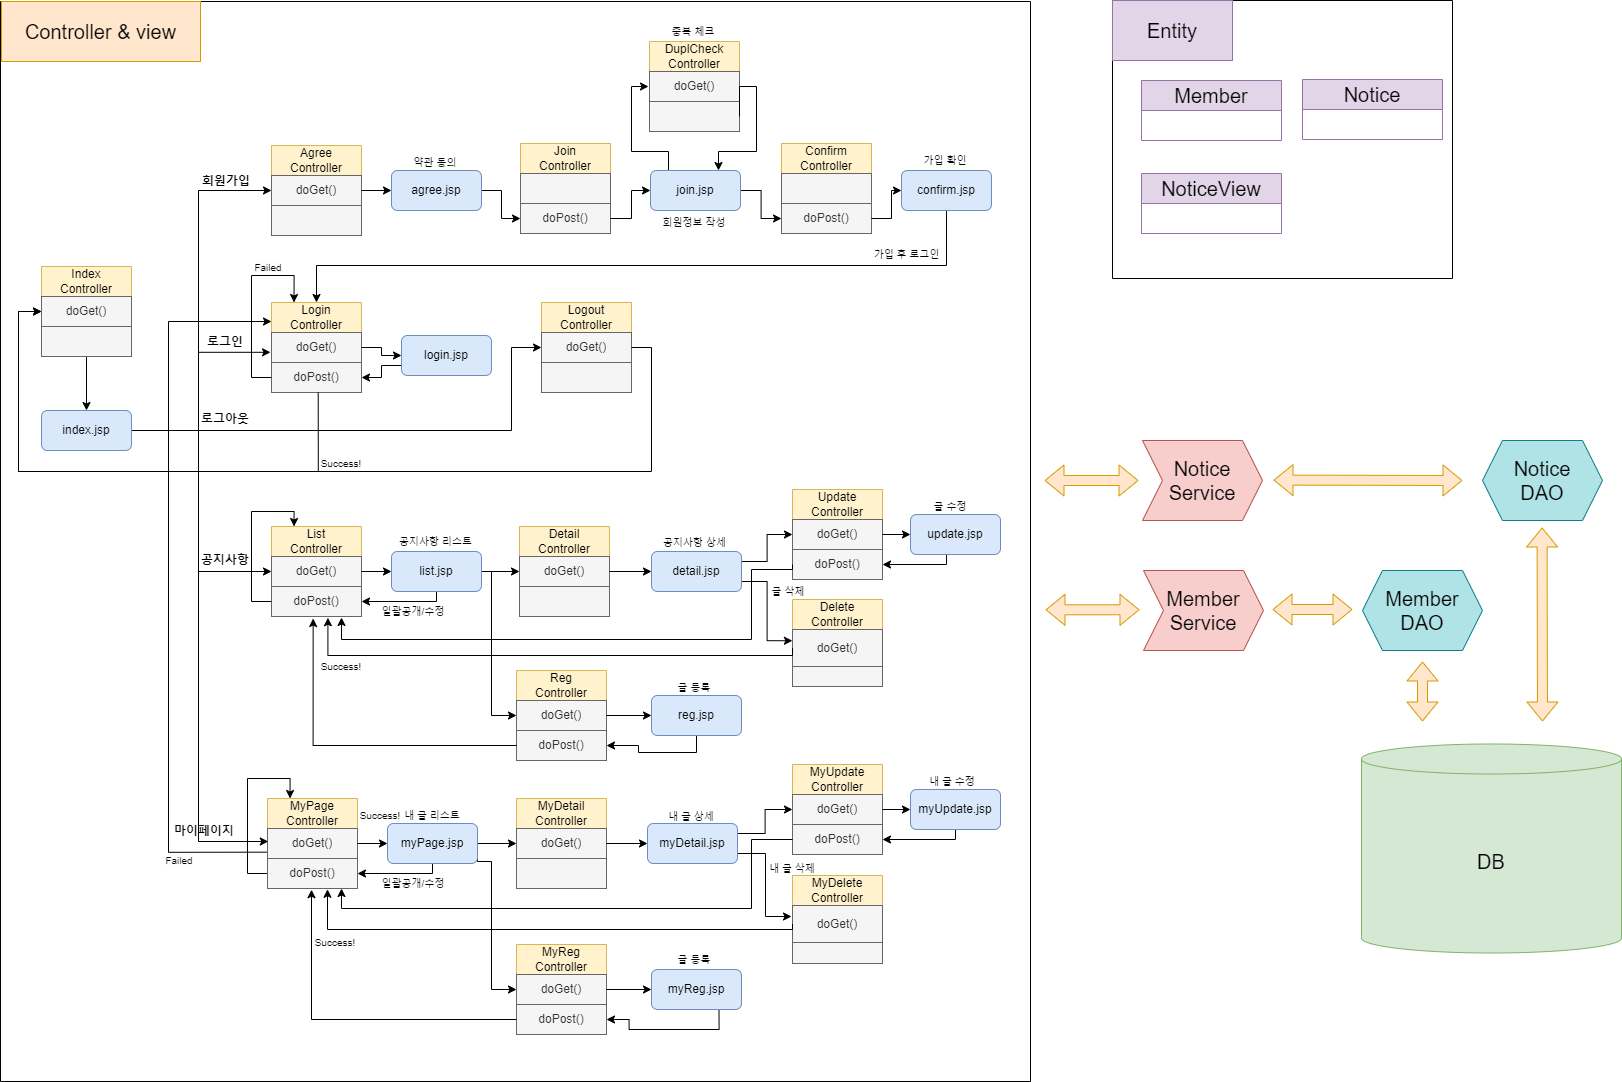 Controller & view
중복 체크
DuplCheck
Controller
doGet()
회원가입
Agree
Controller
doGet()
약관 동의
agree.jsp
Join
Controller
doPost()
join.jsp
회원정보 작성
Confirm
Controller
doPost()
가입 확인
confirm.jsp
가입 후 로그인
Index
Controller
doGet()
index.jsp
Failed
로그인
Login
Controller
doGet()
doPost()
login.jsp
Logout
Controller
doGet()
로그아웃
Success!
공지사항
List
Controller
doGet()
doPost()
공지사항 리스트
list.jsp
일괄공개/수정
Detail
Controller
doGet()
공지사항 상세
detail.jsp
Update
Controller
doGet()
doPost()
글 수정
update.jsp
글 삭제
Delete
Controller
doGet()
Success!
Reg
Controller
doGet()
doPost()
글 등록
reg.jsp
마이페이지
Failed
MyPage
Controller
doGet()
doPost()
Success!
내 글 리스트
myPage.jsp
일괄공개/수정
MyDetail
Controller
doGet()
내 글 상세
myDetail.jsp
MyUpdate
Controller
doGet()
doPost()
내 글 수정
myUpdate.jsp
내 글 삭제
MyDelete
Controller
doGet()
Success!
MyReg
Controller
doGet()
doPost()
글 등록
myReg.jsp
Entity
Member
Notice
NoticeView
Notice
Service
Notice
DAO
Member
Service
Member
DAO
DB